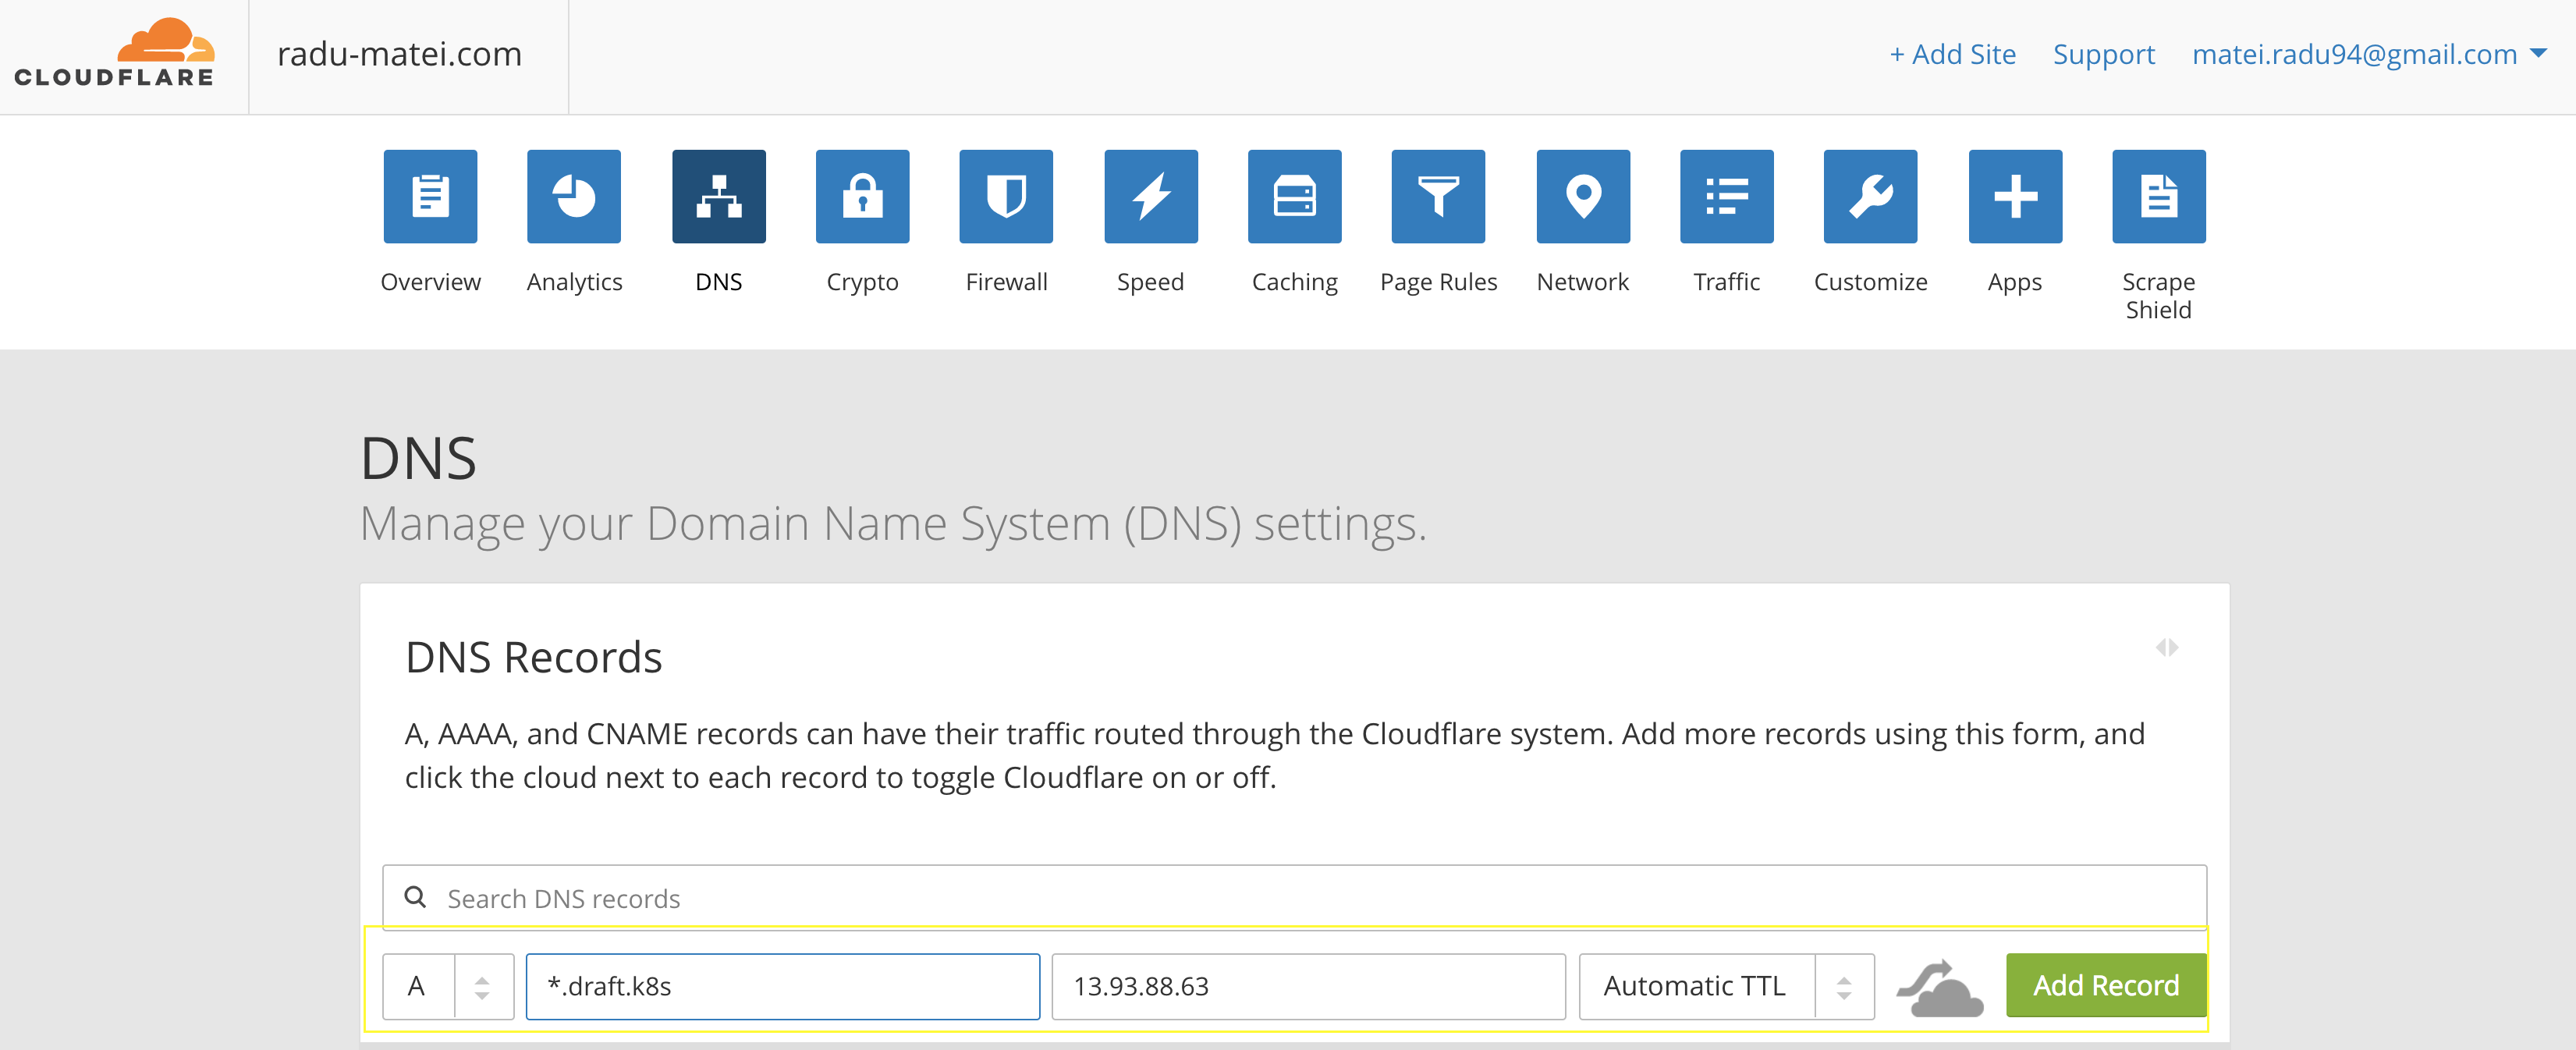 CLOUDFLARE
radu-matei.com
+ Add Site
Support
matei.radu94@gmail.com
Overview
Analytics
DNS
Crypto
Firewall
Speed
Caching
Page Rules
Network
Traffic
Customize
Apps
Scrape
Shield
DNS
Manage your Domain Name System (DNS) settings.
DNS Records
A, AAAA, and CNAME records can have their traffic routed through the Cloudflare system. Add more records using this form, and
click the cloud next to each record to toggle Cloudflare on or off.
Search DNS records
A
*.draft.k8s
13.93.88.63
Automatic TTL
Add Record